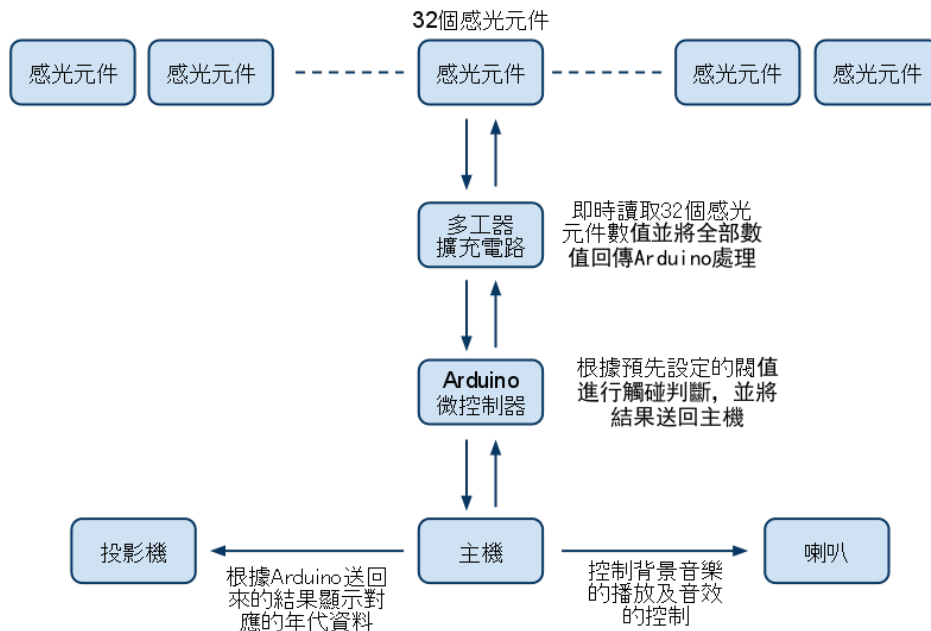 32個感光元件
感光元件
感光元件
感光元件
感光元件
感光元件
多工器
擴充電路
即時讀取32個感光
元件數值並將全部數
值回傳Arduino處理
Arduino
微控制器
根據預先設定的閥值
進行觸碰判斷，並將
結果送回主機
投影機
主機
喇叭
根據Arduino送回
來的結果顯示對
應的年代資料
控制背景音樂
的播放及音效
的控制